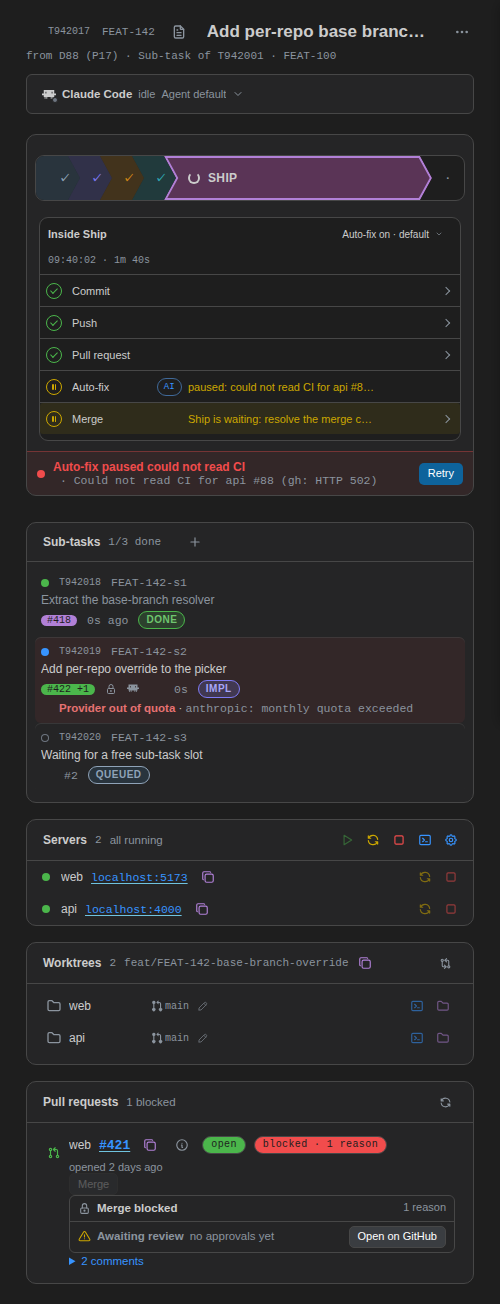 T942017 FEAT-142 Add per-repo base branc…
from D88 (P17) · Sub-task of T942001 · FEAT-100
Claude Code idle Agent default
SHIP
Inside Ship Auto-fix on · default
09:40:02 · 1m 40s
Commit
Push
Pull request
Auto-fix AI paused: could not read CI for api #8…
Merge Ship is waiting: resolve the merge c…
Auto-fix paused could not read CI
· Could not read CI for api #88 (gh: HTTP 502)
Retry
Sub-tasks 1/3 done
T942018 FEAT-142-s1
Extract the base-branch resolver
#418 0s ago DONE
T942019 FEAT-142-s2
Add per-repo override to the picker
#422 +1 0s IMPL
Provider out of quota · anthropic: monthly quota exceeded
T942020 FEAT-142-s3
Waiting for a free sub-task slot
#2 QUEUED
Servers 2 all running
web localhost:5173
api localhost:4000
Worktrees 2 feat/FEAT-142-base-branch-override
web main
api main
Pull requests 1 blocked
web #421 open blocked · 1 reason
opened 2 days ago
Merge
Merge blocked 1 reason
Awaiting review no approvals yet Open on GitHub
2 comments